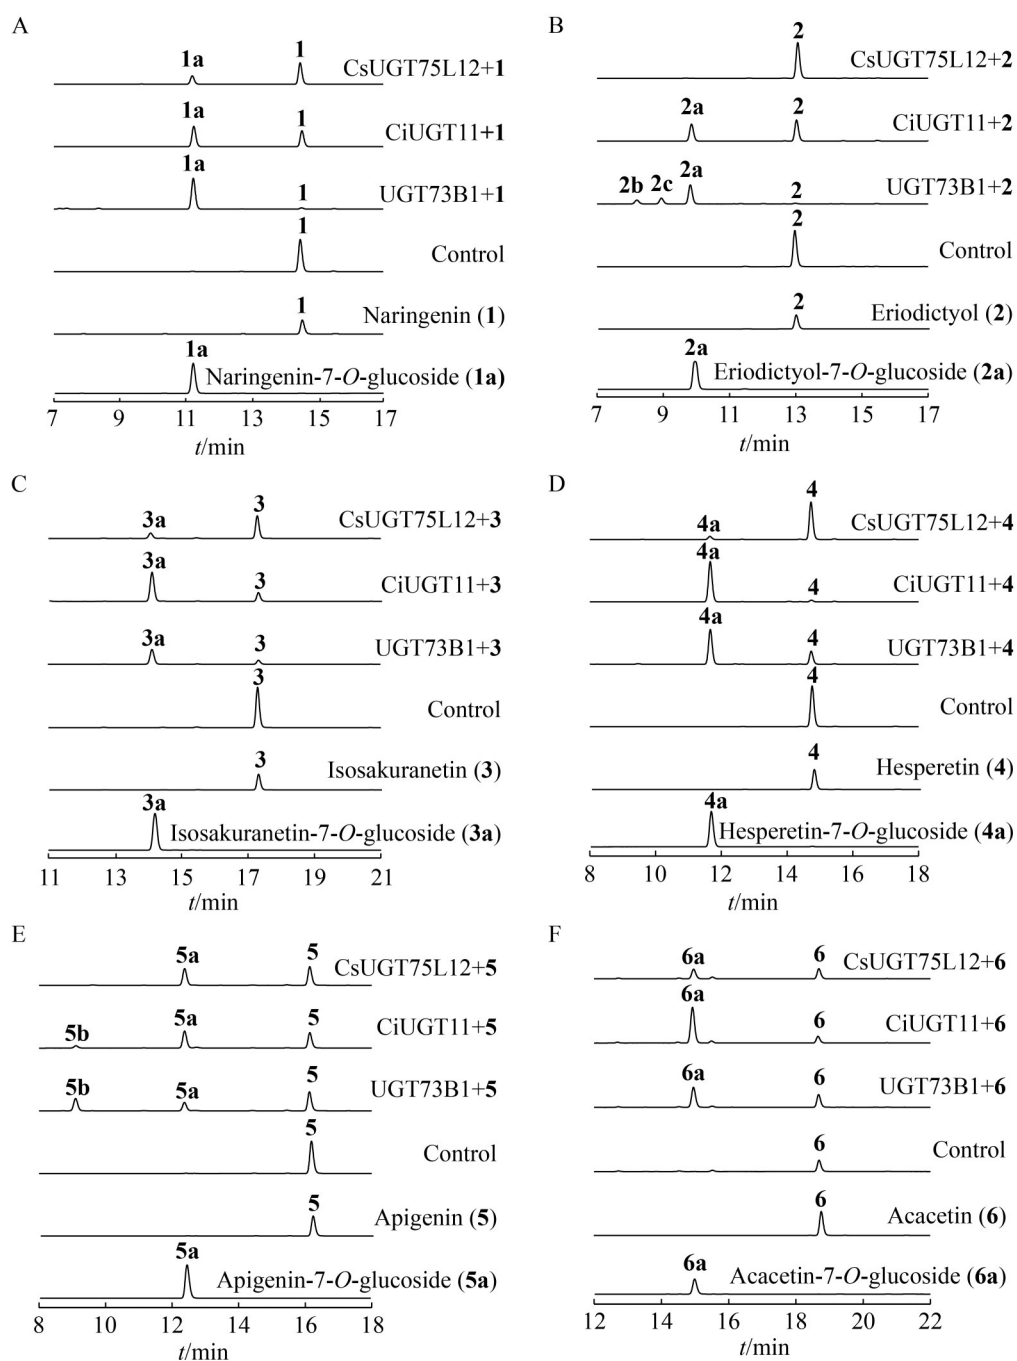 A
1a
1
CsUGT75L12+1
1a
1
CiUGT11+1
1a
1
UGT73B1+1
1
Control
1
Naringenin (1)
1a
Naringenin-7-O-glucoside (1a)
7 9 11 13 15 17
t/min
B
2
CsUGT75L12+2
2a
2
CiUGT11+2
2b 2c 2a
2
UGT73B1+2
2
Control
2
Eriodictyol (2)
2a
Eriodictyol-7-O-glucoside (2a)
7 9 11 13 15 17
t/min
C
3a
3
CsUGT75L12+3
3a
3
CiUGT11+3
3a
3
UGT73B1+3
3
Control
3
Isosakuranetin (3)
3a
Isosakuranetin-7-O-glucoside (3a)
11 13 15 17 19 21
t/min
D
4a
4
CsUGT75L12+4
4a
4
CiUGT11+4
4a
4
UGT73B1+4
4
Control
4
Hesperetin (4)
4a
Hesperetin-7-O-glucoside (4a)
8 10 12 14 16 18
t/min
E
5a
5
CsUGT75L12+5
5b
5a
5
CiUGT11+5
5b
5a
5
UGT73B1+5
5
Control
5
Apigenin (5)
5a
Apigenin-7-O-glucoside (5a)
8 10 12 14 16 18
t/min
F
6a
6
CsUGT75L12+6
6a
6
CiUGT11+6
6a
6
UGT73B1+6
6
Control
6
Acacetin (6)
6a
Acacetin-7-O-glucoside (6a)
12 14 16 18 20 22
t/min